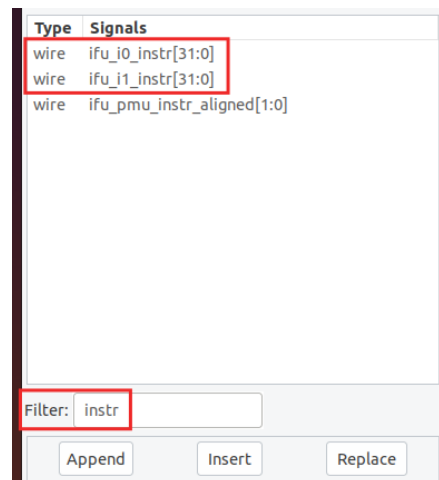 Type Signals
wire ifu_i0_instr[31:0]
wire ifu_i1_instr[31:0]
wire ifu_pmu_instr_aligned[1:0]
Filter: instr
Append Insert Replace